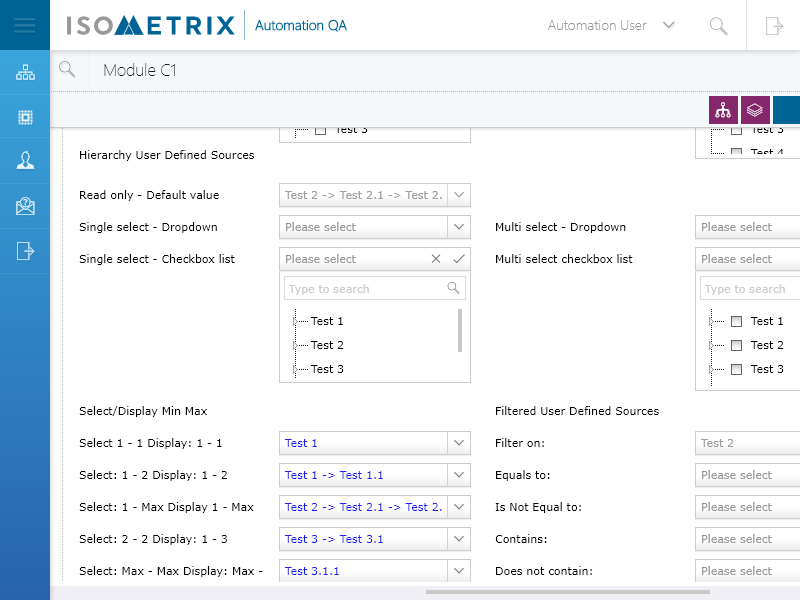 ISOMETRIX Automation QA Automation User
Module C1
Test 3 Test 3
Test 4
Hierarchy User Defined Sources
Read only - Default value Test 2 -> Test 2.1 -> Test 2.
Single select - Dropdown Please select Multi select - Dropdown Please select
Single select - Checkbox list Please select Multi select checkbox list Please select
Type to search Type to search
Test 1 Test 1
Test 2 Test 2
Test 3 Test 3
Select/Display Min Max Filtered User Defined Sources
Select 1 - 1 Display: 1 - 1 Test 1 Filter on: Test 2
Select: 1 - 2 Display: 1 - 2 Test 1 -> Test 1.1 Equals to: Please select
Select: 1 - Max Display 1 - Max Test 2 -> Test 2.1 -> Test 2. Is Not Equal to: Please select
Select: 2 - 2 Display: 1 - 3 Test 3 -> Test 3.1 Contains: Please select
Select: Max - Max Display: Max - Test 3.1.1 Does not contain: Please select